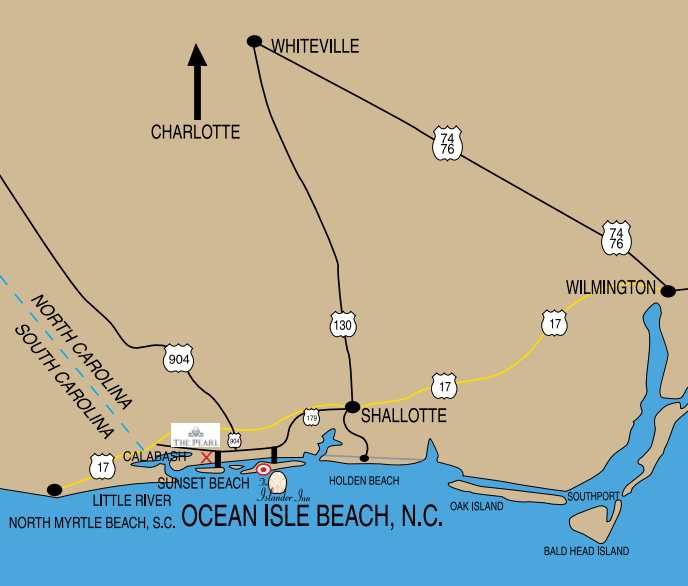 WHITEVILLE
CHARLOTTE
74
76
74
76
WILMINGTON
NORTH CAROLINA
SOUTH CAROLINA
130
17
904
17
179
SHALLOTTE
THE PEARL
904
CALABASH
17
SUNSET BEACH
HOLDEN BEACH
The
Islander Inn
LITTLE RIVER
NORTH MYRTLE BEACH, S.C.
OCEAN ISLE BEACH, N.C.
OAK ISLAND
SOUTHPORT
BALD HEAD ISLAND